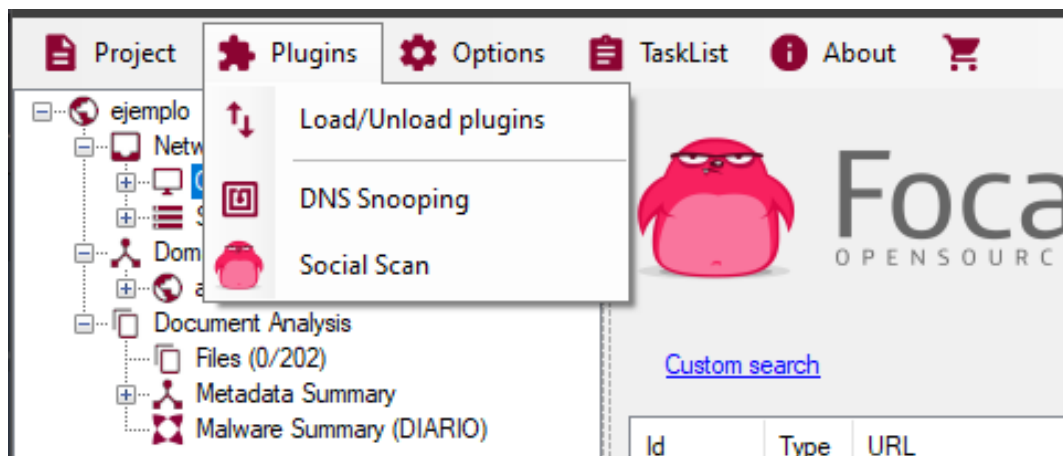 Project Plugins Options TaskList About
ejemplo
Load/Unload plugins
DNS Snooping
Social Scan
Document Analysis
Files (0/202)
Metadata Summary
Malware Summary (DIARIO)
Foca
OPENSOURC
Custom search
Id Type URL